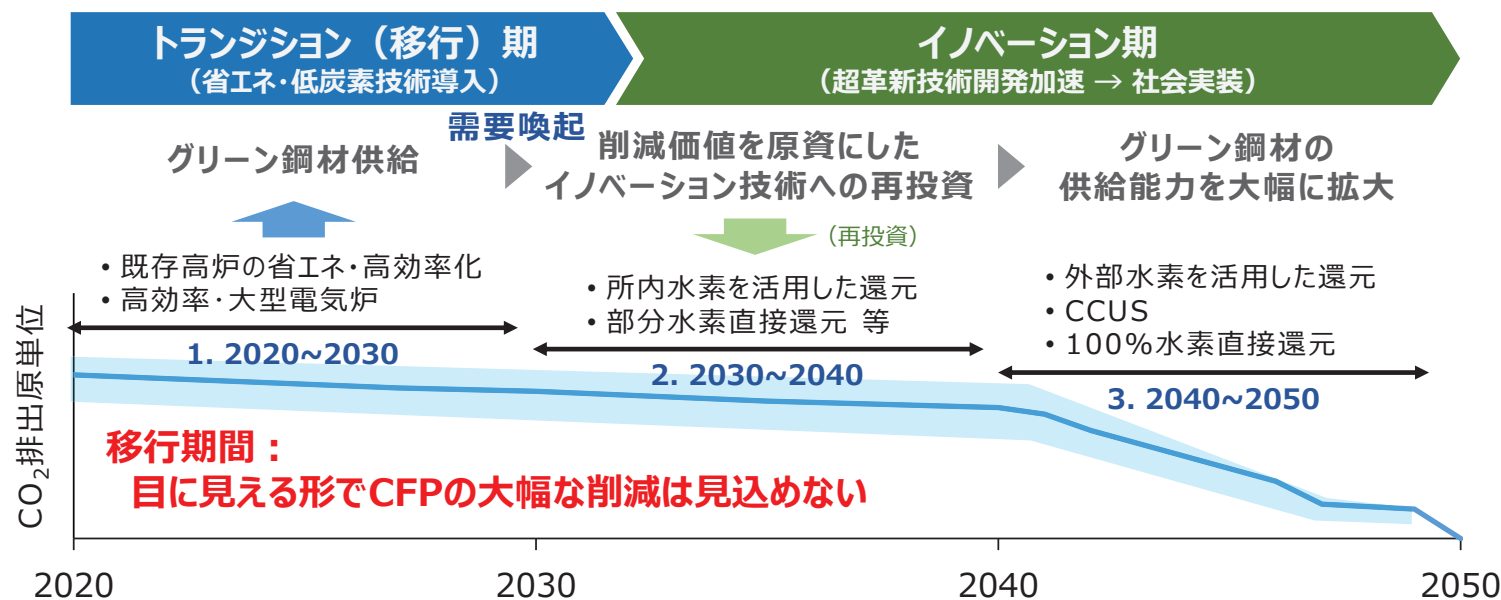 トランジション（移行）期
（省エネ・低炭素技術導入）
イノベーション期
（超革新技術開発加速 → 社会実装）
需要喚起
グリーン鋼材供給
削減価値を原資にした
イノベーション技術への再投資
グリーン鋼材の
供給能力を大幅に拡大
（再投資）
• 既存高炉の省エネ・高効率化
• 高効率・大型電気炉
• 所内水素を活用した還元
• 部分水素直接還元 等
• 外部水素を活用した還元
• CCUS
• 100%水素直接還元
1. 2020~2030
2. 2030~2040
3. 2040~2050
CO₂排出原単位
移行期間：
目に見える形でCFPの大幅な削減は見込めない
2020
2030
2040
2050